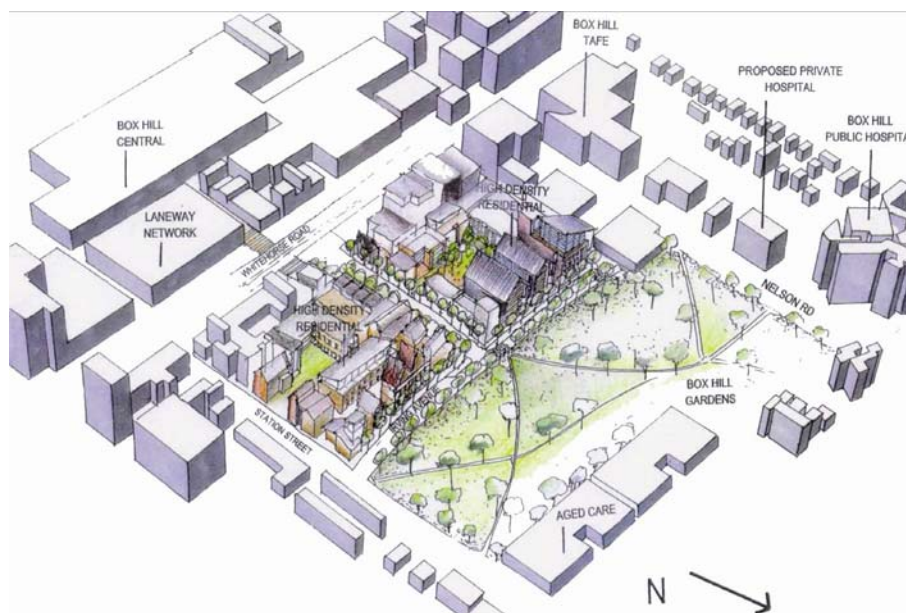 BOX HILL
TAFE
PROPOSED PRIVATE
HOSPITAL
BOX HILL
PUBLIC HOSPITA
BOX HILL
CENTRAL
LANEWAY
NETWORK
HIGH DENSITY
RESIDENTIAL
WHITEHORSE ROAD
NELSON RD
HIGH DENSITY
RESIDENTIAL
BOX HILL
GARDENS
STATION STREET
AGED CARE
N